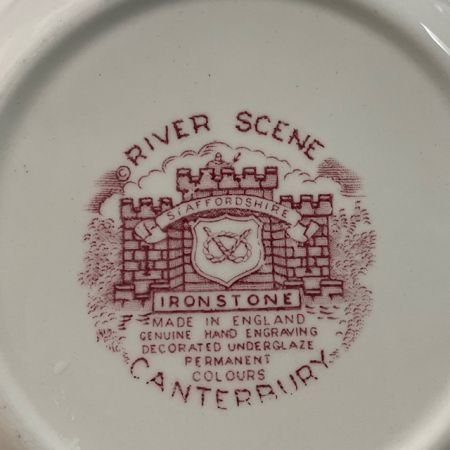 © RIVER SCENE
STAFFORDSHIRE
IRONSTONE
MADE IN ENGLAND
GENUINE HAND ENGRAVING
DECORATED UNDERGLAZE
PERMANENT
COLOURS
CANTERBURY